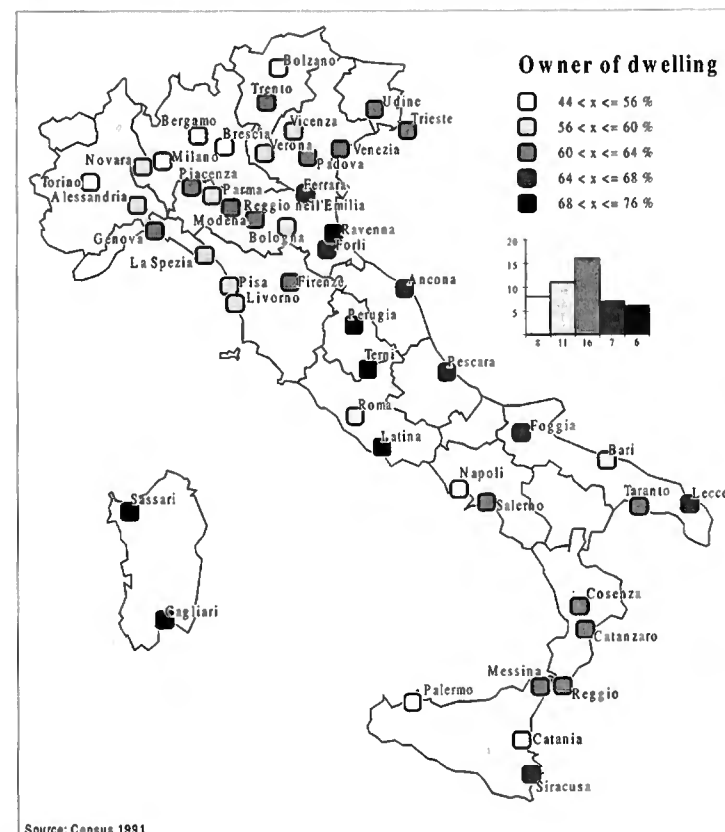 Owner of dwelling
44 < x <= 56 %
56 < x <= 60 %
60 < x <= 64 %
64 < x <= 68 %
68 < x <= 76 %
20
15
10
5
8 11 16 7 6
Bolzano
Trento
Udine
Trieste
Bergamo
Vicenza
Brescia
Verona
Venezia
Novara
Milano
Padova
Torino
Piacenza
Parma
Ferrara
Alessandria
Reggio nell'Emilia
Modena
Ravenna
Genova
Bologna
Forli
La Spezia
Pisa
Firenze
Ancona
Livorno
Perugia
Terni
Pescara
Roma
Latina
Foggia
Bari
Napoli
Salerno
Taranto
Lecce
Sassari
Cagliari
Cosenza
Catanzaro
Messina
Reggio
Palermo
Catania
Siracusa
Source: Census 1991